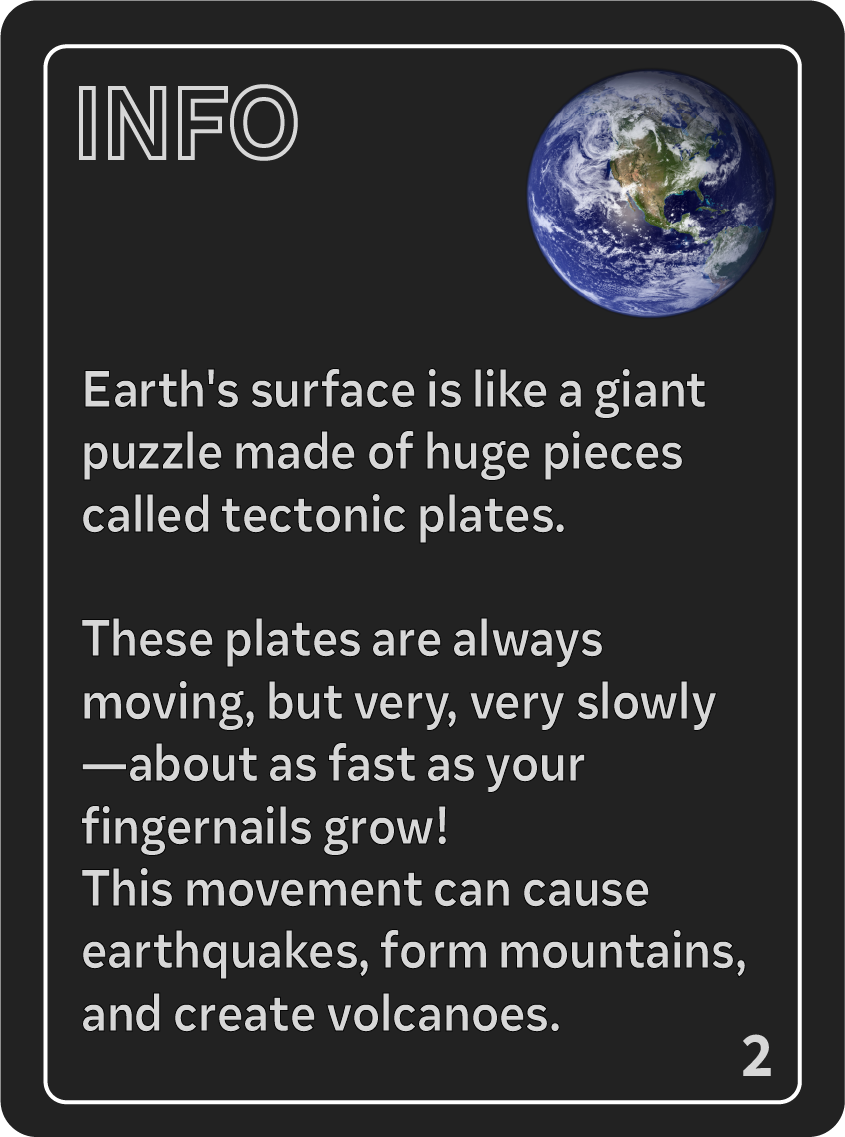 INFO
Earth's surface is like a giant
puzzle made of huge pieces
called tectonic plates.
These plates are always
moving, but very, very slowly
—about as fast as your
fingernails grow!
This movement can cause
earthquakes, form mountains,
and create volcanoes.
2